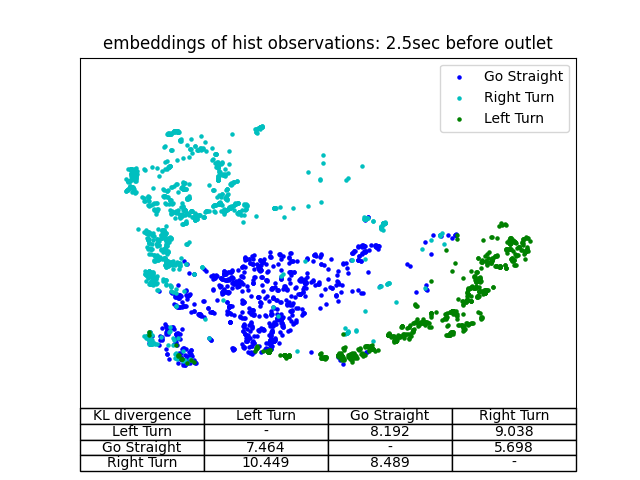 embeddings of hist observations: 2.5sec before outlet
Go Straight
Right Turn
Left Turn
KL divergence Left Turn Go Straight Right Turn
Left Turn - 8.192 9.038
Go Straight 7.464 - 5.698
Right Turn 10.449 8.489 -